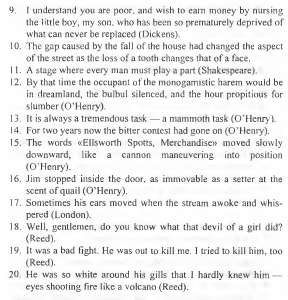 9. I understand you are poor, and wish to earn money by nursing
the little boy, my son, who has been so prematurely deprived of
what can never be replaced (Dickens).
10. The gap caused by the fall of the house had changed the aspect
of the street as the loss of a tooth changes that of a face.
11. A stage where every man must play a part (Shakespeare).
12. By that time the occupant of the monogamistic harem would be
in dreamland, the bulbul silenced, and the hour propitious for
slumber (O'Henry).
13. It is always a tremendous task — a mammoth task (O'Henry).
14. For two years now the bitter contest had gone on (O'Henry).
15. The words «Ellsworth Spotts, Merchandise» moved slowly
downward, like a cannon maneuvering into position
(O'Henry).
16. Jim stopped inside the door, as immovable as a setter at the
scent of quail (O'Henry).
17. Sometimes his ears moved when the stream awoke and whis-
pered (London).
18. Well, gentlemen, do you know what that devil of a girl did?
(Reed).
19. It was a bad fight. He was out to kill me. I tried to kill him, too
(Reed).
20. He was so white around his gills that I hardly knew him —
eyes shooting fire like a volcano (Reed).